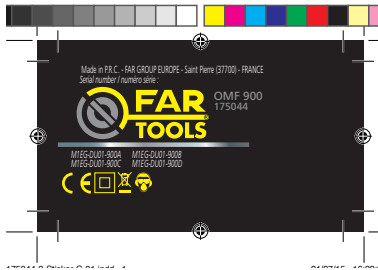 Made in P.R.C. - FAR GROUP EUROPE - Saint Pierre (37700) - FRANCE
Serial number / numéro série :
FAR
TOOLS
OMF 900
175044
M1EG-DU01-900A M1EG-DU01-900B
M1EG-DU01-900C M1EG-DU01-900D
CE